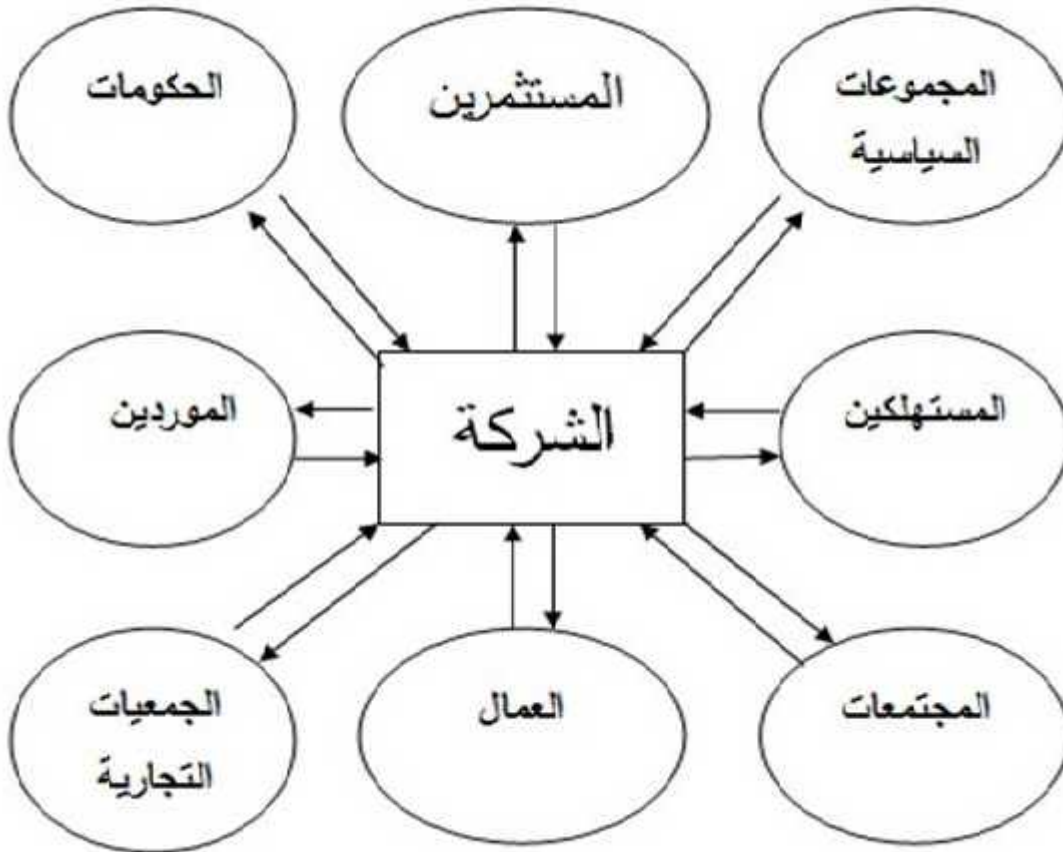 المجموعات
السياسية
المستثمرين
الحكومات
المستهلكين
الشركة
الموردين
المجتمعات
العمال
الجمعيات
التجارية